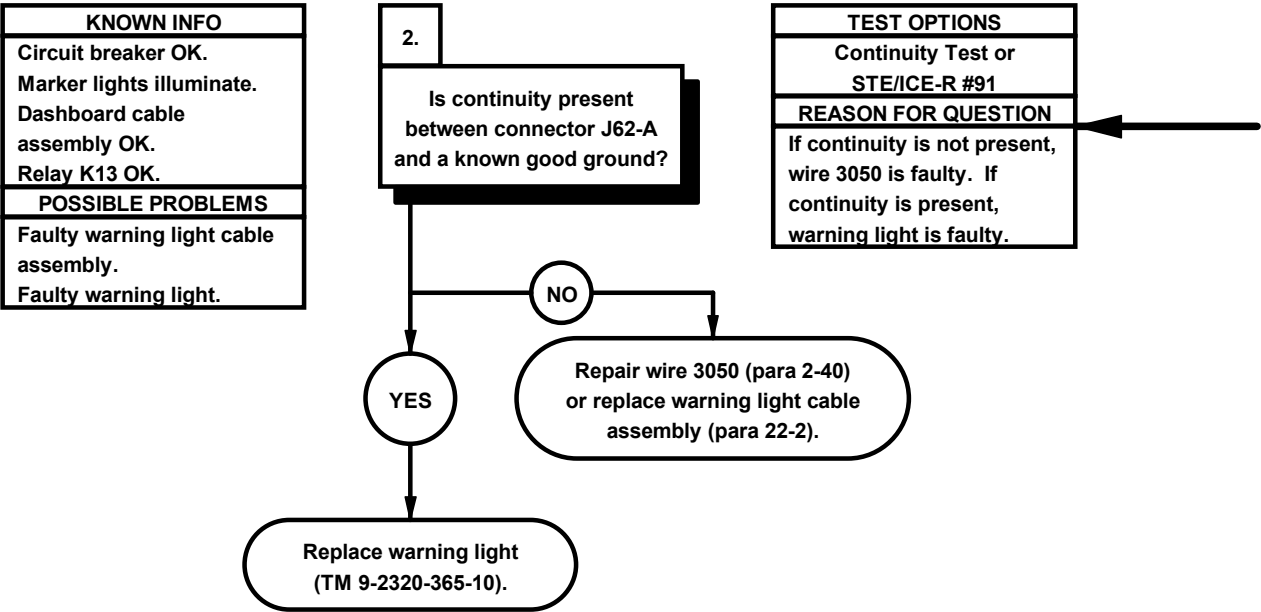 KNOWN INFO
Circuit breaker OK.
Marker lights illuminate.
Dashboard cable
assembly OK.
Relay K13 OK.
POSSIBLE PROBLEMS
Faulty warning light cable
assembly.
Faulty warning light.
2.
Is continuity present
between connector J62-A
and a known good ground?
TEST OPTIONS
Continuity Test or
STE/ICE-R #91
REASON FOR QUESTION
If continuity is not present,
wire 3050 is faulty. If
continuity is present,
warning light is faulty.
NO
YES
Repair wire 3050 (para 2-40)
or replace warning light cable
assembly (para 22-2).
Replace warning light
(TM 9-2320-365-10).